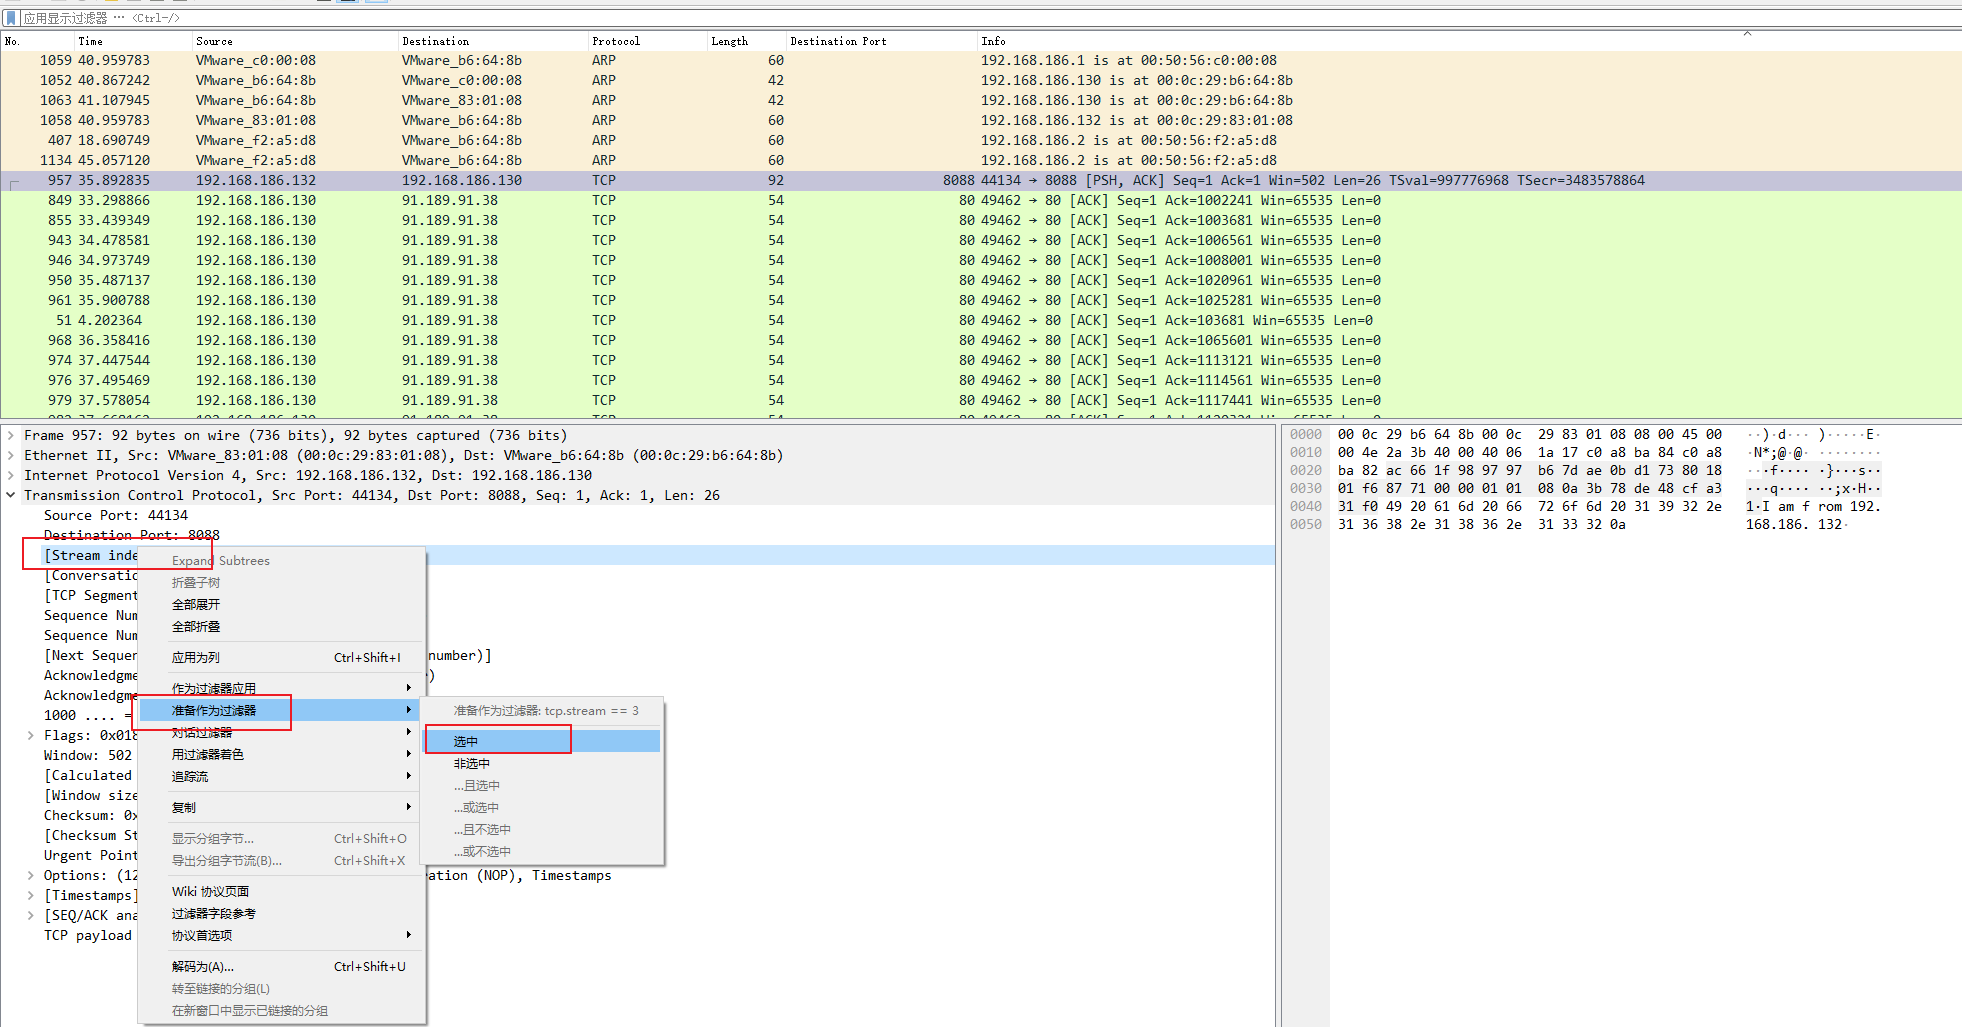 应用显示过滤器 … <Ctrl-/>
No. Time Source Destination Protocol Length Destination Port Info
1059 40.959783 VMware_c0:00:08 VMware_b6:64:8b ARP 60 192.168.186.1 is at 00:50:56:c0:00:08
1052 40.867242 VMware_b6:64:8b VMware_c0:00:08 ARP 42 192.168.186.130 is at 00:0c:29:b6:64:8b
1063 41.107945 VMware_b6:64:8b VMware_83:01:08 ARP 42 192.168.186.130 is at 00:0c:29:b6:64:8b
1058 40.959783 VMware_83:01:08 VMware_b6:64:8b ARP 60 192.168.186.132 is at 00:0c:29:83:01:08
407 18.690749 VMware_f2:a5:d8 VMware_b6:64:8b ARP 60 192.168.186.2 is at 00:50:56:f2:a5:d8
1134 45.057120 VMware_f2:a5:d8 VMware_b6:64:8b ARP 60 192.168.186.2 is at 00:50:56:f2:a5:d8
957 35.892835 192.168.186.132 192.168.186.130 TCP 92 8088 44134 → 8088 [PSH, ACK] Seq=1 Ack=1 Win=502 Len=26 TSval=997776968 TSecr=3483578864
849 33.298866 192.168.186.130 91.189.91.38 TCP 54 80 49462 → 80 [ACK] Seq=1 Ack=1002241 Win=65535 Len=0
855 33.439349 192.168.186.130 91.189.91.38 TCP 54 80 49462 → 80 [ACK] Seq=1 Ack=1003681 Win=65535 Len=0
943 34.478581 192.168.186.130 91.189.91.38 TCP 54 80 49462 → 80 [ACK] Seq=1 Ack=1006561 Win=65535 Len=0
946 34.973749 192.168.186.130 91.189.91.38 TCP 54 80 49462 → 80 [ACK] Seq=1 Ack=1008001 Win=65535 Len=0
950 35.487137 192.168.186.130 91.189.91.38 TCP 54 80 49462 → 80 [ACK] Seq=1 Ack=1020961 Win=65535 Len=0
961 35.900788 192.168.186.130 91.189.91.38 TCP 54 80 49462 → 80 [ACK] Seq=1 Ack=1025281 Win=65535 Len=0
51 4.202364 192.168.186.130 91.189.91.38 TCP 54 80 49462 → 80 [ACK] Seq=1 Ack=103681 Win=65535 Len=0
968 36.358416 192.168.186.130 91.189.91.38 TCP 54 80 49462 → 80 [ACK] Seq=1 Ack=1065601 Win=65535 Len=0
974 37.447544 192.168.186.130 91.189.91.38 TCP 54 80 49462 → 80 [ACK] Seq=1 Ack=1113121 Win=65535 Len=0
976 37.495469 192.168.186.130 91.189.91.38 TCP 54 80 49462 → 80 [ACK] Seq=1 Ack=1114561 Win=65535 Len=0
979 37.578054 192.168.186.130 91.189.91.38 TCP 54 80 49462 → 80 [ACK] Seq=1 Ack=1117441 Win=65535 Len=0
Frame 957: 92 bytes on wire (736 bits), 92 bytes captured (736 bits)
Ethernet II, Src: VMware_83:01:08 (00:0c:29:83:01:08), Dst: VMware_b6:64:8b (00:0c:29:b6:64:8b)
Internet Protocol Version 4, Src: 192.168.186.132, Dst: 192.168.186.130
Transmission Control Protocol, Src Port: 44134, Dst Port: 8088, Seq: 1, Ack: 1, Len: 26
Source Port: 44134
Destination Port: 8088
[Stream inde
[Conversatio
[TCP Segment
Sequence Num
Sequence Num
[Next Sequen number)]
Acknowledgme )
Acknowledgme
1000 .... =
Flags: 0x018
Window: 502
[Calculated
[Window size
Checksum: 0x
[Checksum St
Urgent Point
Options: (12 ation (NOP), Timestamps
[Timestamps]
[SEQ/ACK ana
TCP payload
Expand Subtrees
折叠子树
全部展开
全部折叠
应用为列 Ctrl+Shift+I
作为过滤器应用
准备作为过滤器
对话过滤器
用过滤器着色
追踪流
复制
显示分组字节... Ctrl+Shift+O
导出分组字节流(B)... Ctrl+Shift+X
Wiki 协议页面
过滤器字段参考
协议首选项
解码为(A)... Ctrl+Shift+U
转至链接的分组(L)
在新窗口中显示已链接的分组
准备作为过滤器: tcp.stream == 3
选中
非选中
...且选中
...或选中
...且不选中
...或不选中
0000 00 0c 29 b6 64 8b 00 0c 29 83 01 08 08 00 45 00 ··)·d··· )·····E·
0010 00 4e 2a 3b 40 00 40 06 1a 17 c0 a8 ba 84 c0 a8 ·N*;@·@· ········
0020 ba 82 ac 66 1f 98 97 97 b6 7d ae 0b d1 73 80 18 ···f···· ·}···s··
0030 01 f6 87 71 00 00 01 01 08 0a 3b 78 de 48 cf a3 ···q···· ··;x·H··
0040 31 f0 49 20 61 6d 20 66 72 6f 6d 20 31 39 32 2e 1·I am f rom 192.
0050 31 36 38 2e 31 38 36 2e 31 33 32 0a 168.186. 132·